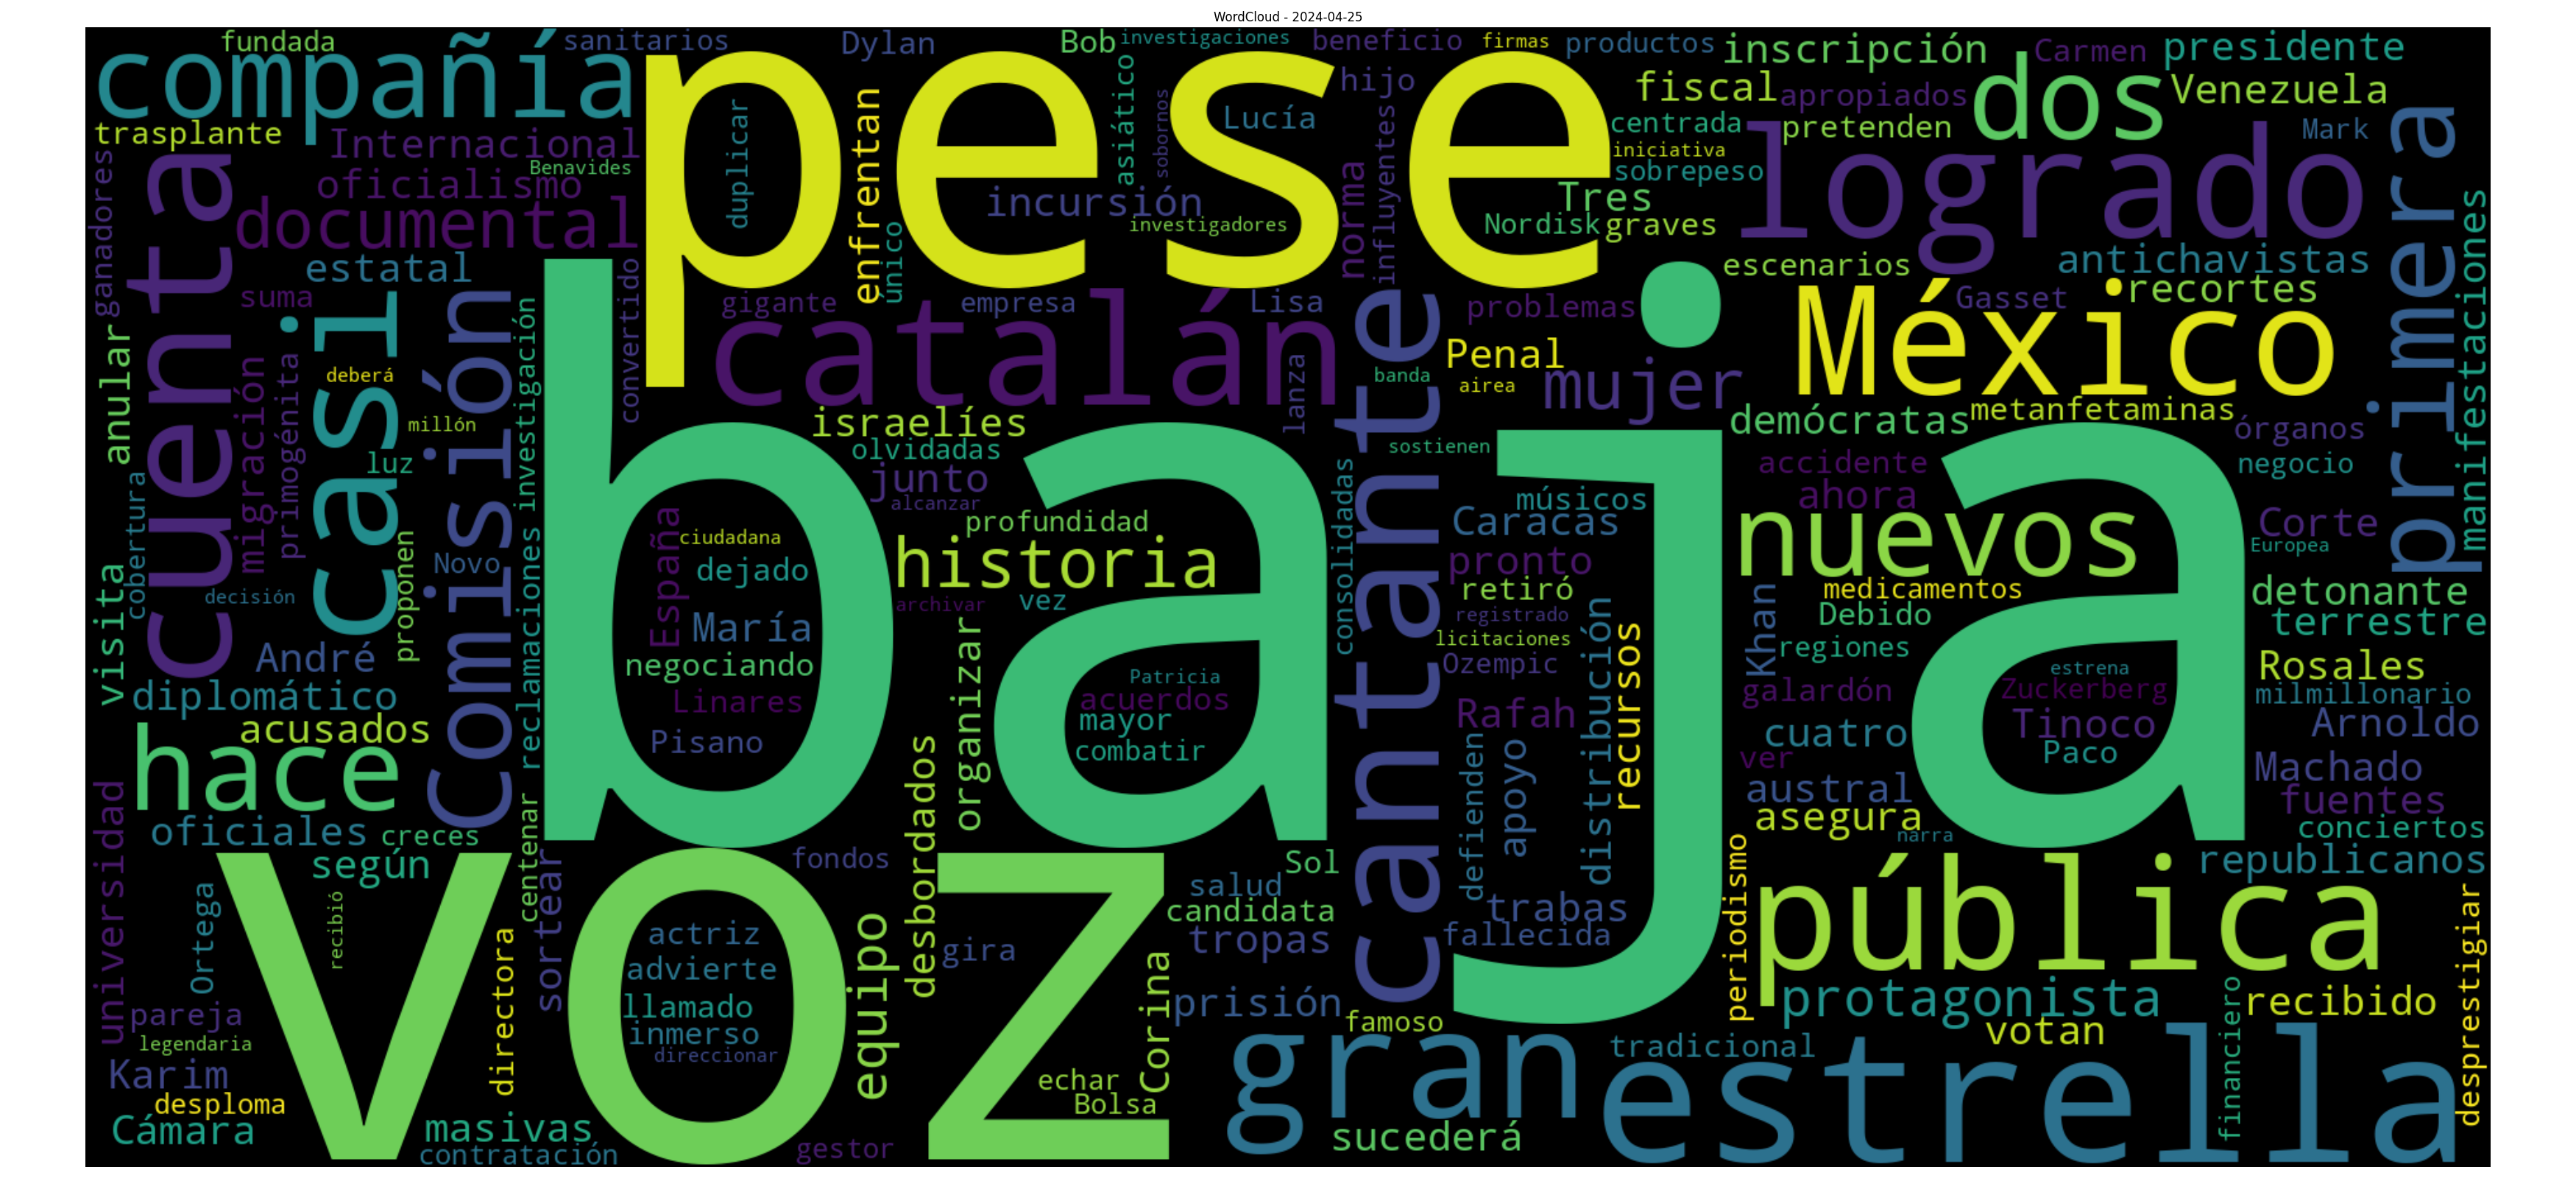 WordCloud - 2024-04-25
fundada
sanitarios
Dylan
Bob
investigaciones
beneficio
firmas
productos
inscripción
Carmen
presidente
compañía
pese
hijo
fiscal
apropiados
dos
Venezuela
trasplante
Internacional
Benavides
duplicar
enfrentan
asiático
sobornos
Lucía
influyentes
centrada
pretenden
Mark
primera
iniciativa
sobrepeso
logrado
ganadores
cuenta
oficialismo
documental
incursión
investigadores
único
norma
Tres
Nordisk
graves
manifestaciones
estatal
suma
convertido
gigante
empresa
Lisa
problemas
escenarios
antichavistas
Gasset
recortes
México
anular
casi
Comisión
investigación
catalán
lanza
cantante
Penal
banda
airea
mujer
migración
primogénita
deberá
millón
luz
israelíes
olvidadas
junto
alcanzar
sostienen
demócratas
metanfetaminas
órganos
negocio
accidente
ahora
cobertura
decisión
proponen
Novo
reclamaciones
baja
España
ciudadana
dejado
María
negociando
Linares
Pisano
profundidad
historia
archivar
vez
consolidadas
músicos
Caracas
pronto
retiró
registrado
licitaciones
Ozempic
nuevos
Corte
Europea
medicamentos
Debido
regiones
Khan
detonante
terrestre
visita
André
diplomático
acusados
hace
organizar
Patricia
acuerdos
mayor
combatir
Rafah
distribución
recursos
galardón
cuatro
ver
estrena
Zuckerberg
Tinoco
Paco
Rosales
milmillonario
Arnoldo
Machado
fuentes
universidad
oficiales
creces
según
centenar
sortear
fondos
desbordados
defienden
apoyo
austral
asegura
narra
conciertos
republicanos
voz
Ortega
recibió
actriz
advierte
llamado
inmerso
direccionar
equipo
gira
Sol
salud
candidata
tropas
trabas
fallecida
periodismo
pública
pareja
legendaria
Karim
desploma
Cámara
directora
masivas
contratación
gestor
echar
Bolsa
Corina
prisión
famoso
gran
sucederá
protagonista
recibido
votan
tradicional
estrella
financiero
desprestigiar